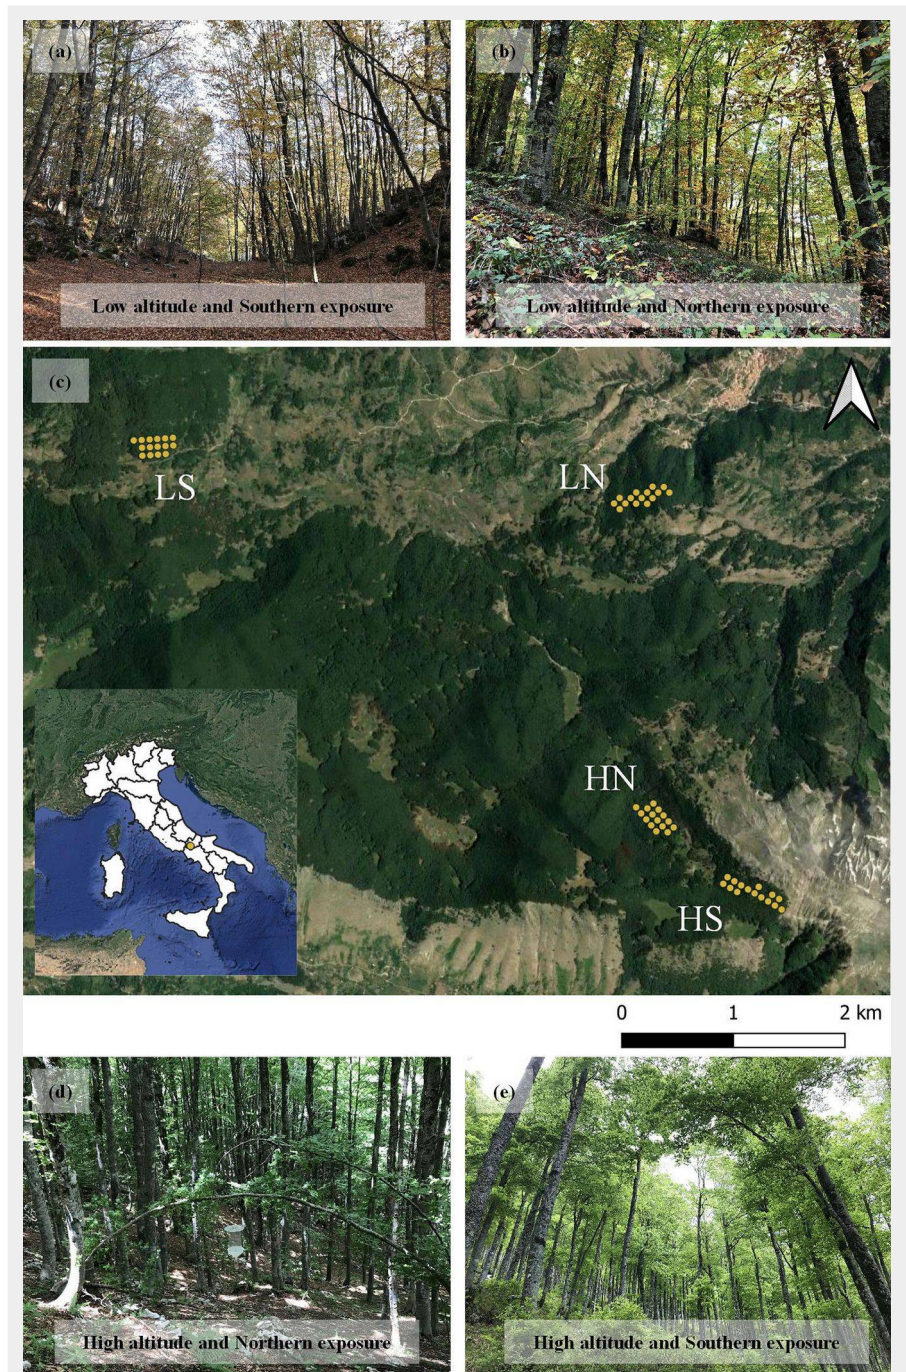 (a)
Low altitude and Southern exposure
(b)
Low altitude and Northern exposure
(c)
LS
LN
HN
HS
0 1 2 km
(d)
High altitude and Northern exposure
(e)
High altitude and Southern exposure